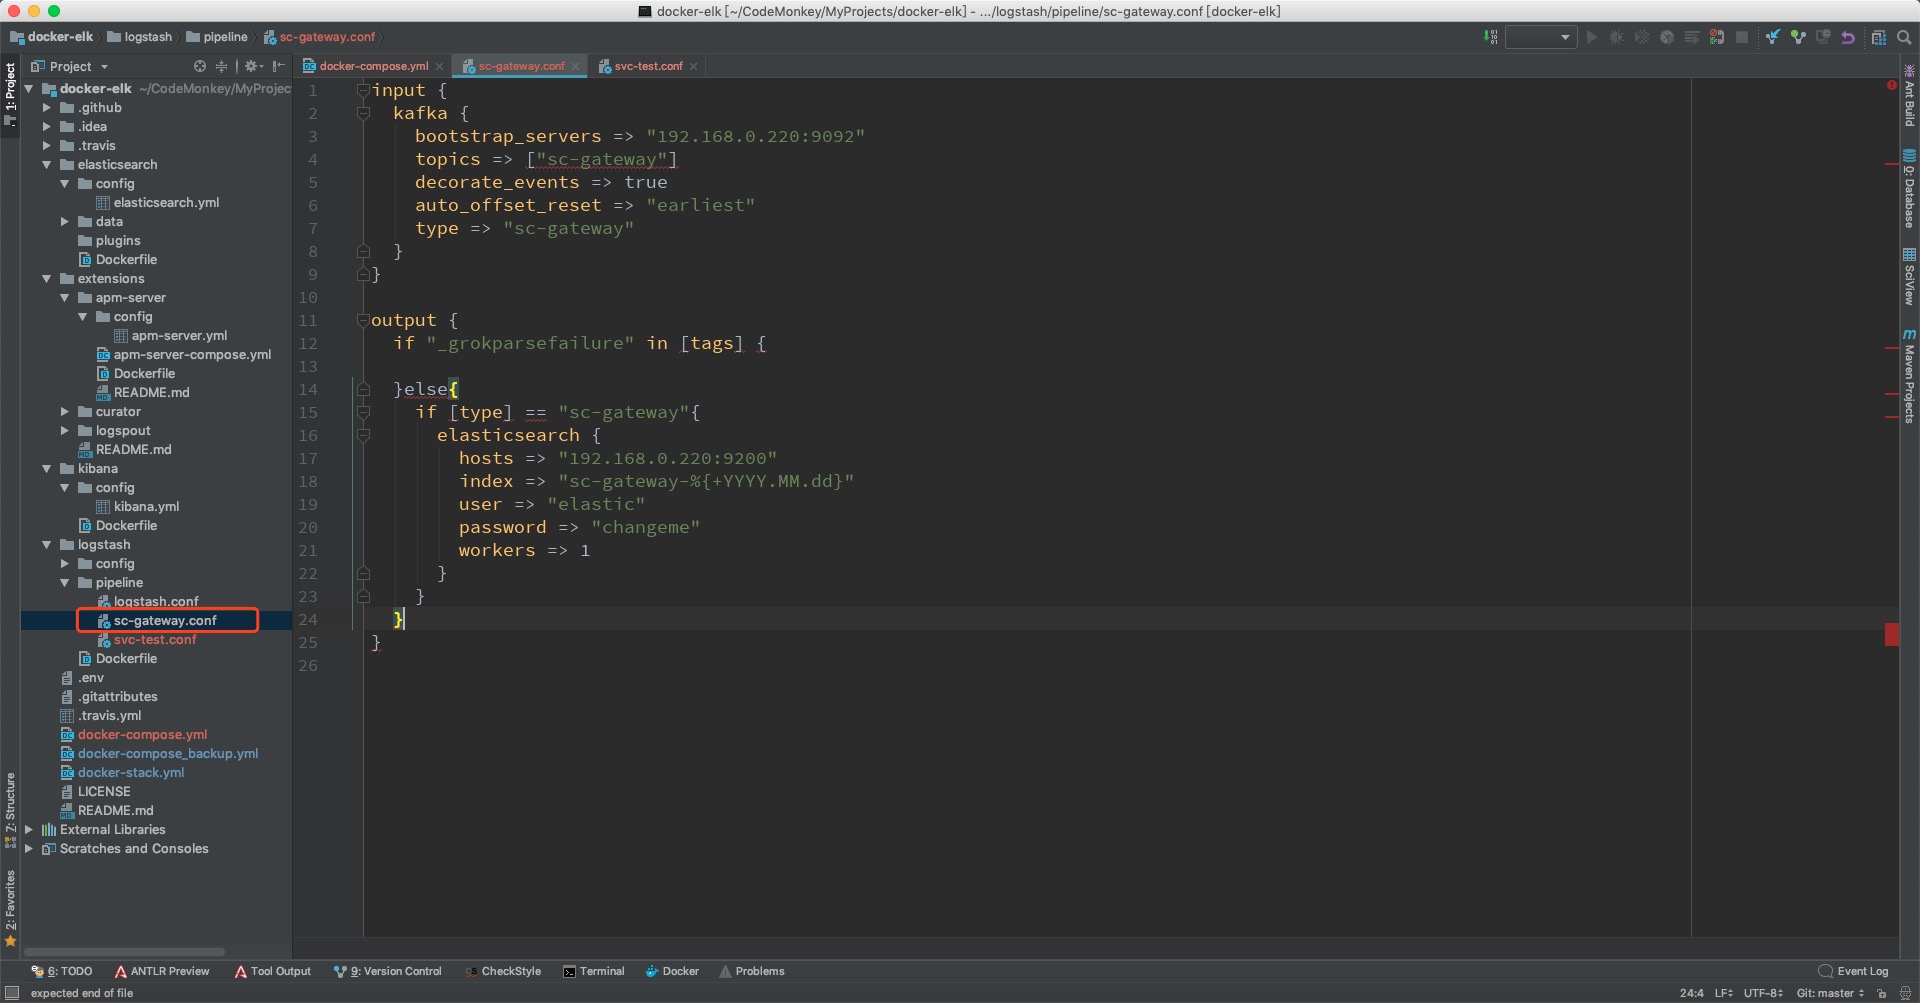 docker-elk [~/CodeMonkey/MyProjects/docker-elk] - .../logstash/pipeline/sc-gateway.conf [docker-elk]
docker-elk logstash pipeline sc-gateway.conf
1: Project
Project
docker-compose.yml sc-gateway.conf svc-test.conf
docker-elk ~/CodeMonkey/MyProjec
.github
.idea
.travis
elasticsearch
config
elasticsearch.yml
data
plugins
Dockerfile
extensions
apm-server
config
apm-server.yml
apm-server-compose.yml
Dockerfile
README.md
curator
logspout
README.md
kibana
config
kibana.yml
Dockerfile
logstash
config
pipeline
logstash.conf
sc-gateway.conf
svc-test.conf
Dockerfile
.env
.gitattributes
.travis.yml
docker-compose.yml
docker-compose_backup.yml
docker-stack.yml
LICENSE
README.md
External Libraries
Scratches and Consoles
Z: Structure
2: Favorites
1 input {
2 kafka {
3 bootstrap_servers => "192.168.0.220:9092"
4 topics => ["sc-gateway"]
5 decorate_events => true
6 auto_offset_reset => "earliest"
7 type => "sc-gateway"
8 }
9 }
10
11 output {
12 if "_grokparsefailure" in [tags] {
13
14 }else{
15 if [type] == "sc-gateway"{
16 elasticsearch {
17 hosts => "192.168.0.220:9200"
18 index => "sc-gateway-%{+YYYY.MM.dd}"
19 user => "elastic"
20 password => "changeme"
21 workers => 1
22 }
23 }
24 }
25 }
26
Ant Build
Database
SciView
Maven Projects
6: TODO ANTLR Preview Tool Output 9: Version Control CheckStyle Terminal Docker Problems Event Log
expected end of file 24:4 LF UTF-8 Git: master